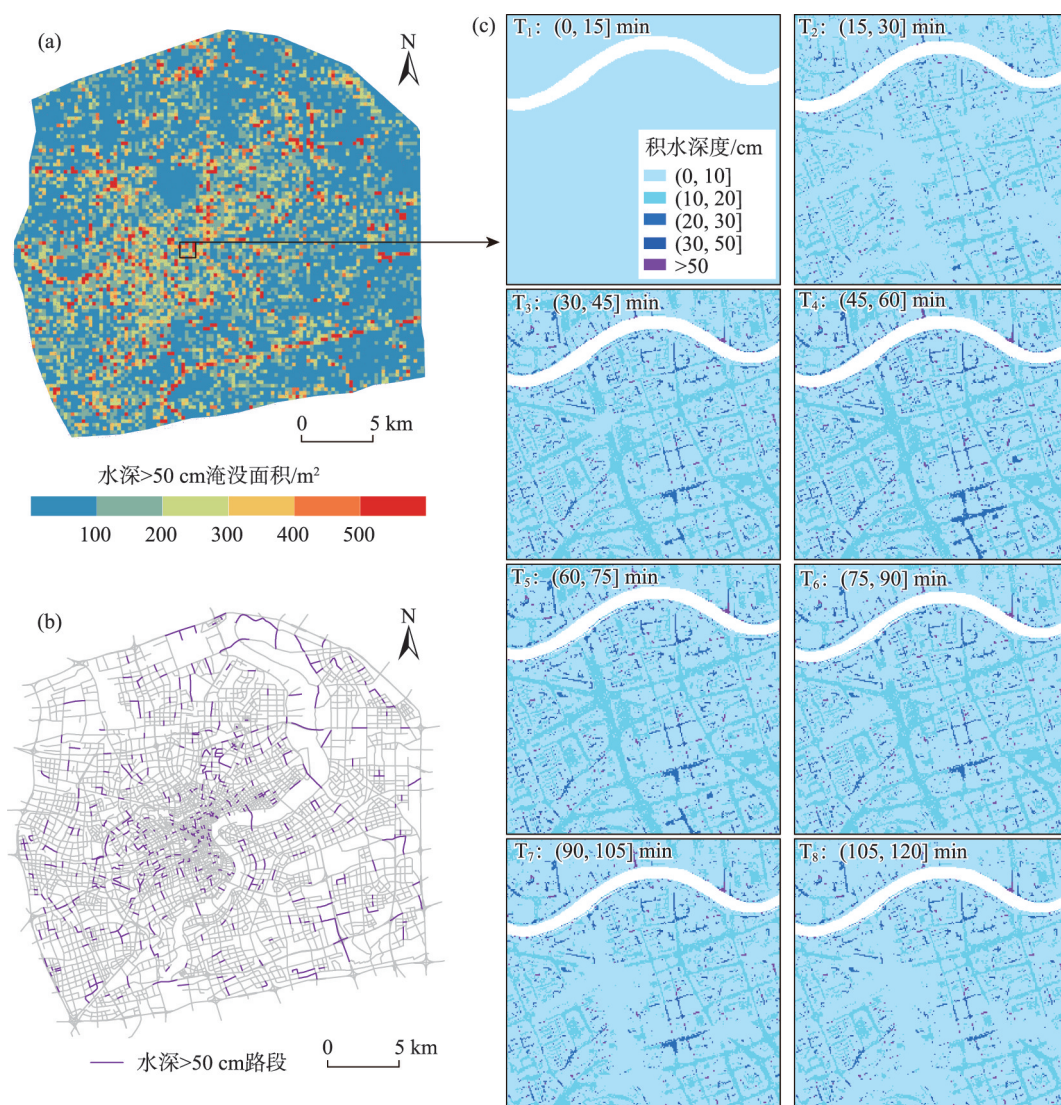 (a)
N
0 5 km
水深>50 cm淹没面积/m²
100 200 300 400 500
(b)
N
水深>50 cm路段
0 5 km
(c)
T₁: (0, 15] min
积水深度/cm
(0, 10]
(10, 20]
(20, 30]
(30, 50]
>50
T₂: (15, 30] min
T₃: (30, 45] min
T₄: (45, 60] min
T₅: (60, 75] min
T₆: (75, 90] min
T₇: (90, 105] min
T₈: (105, 120] min